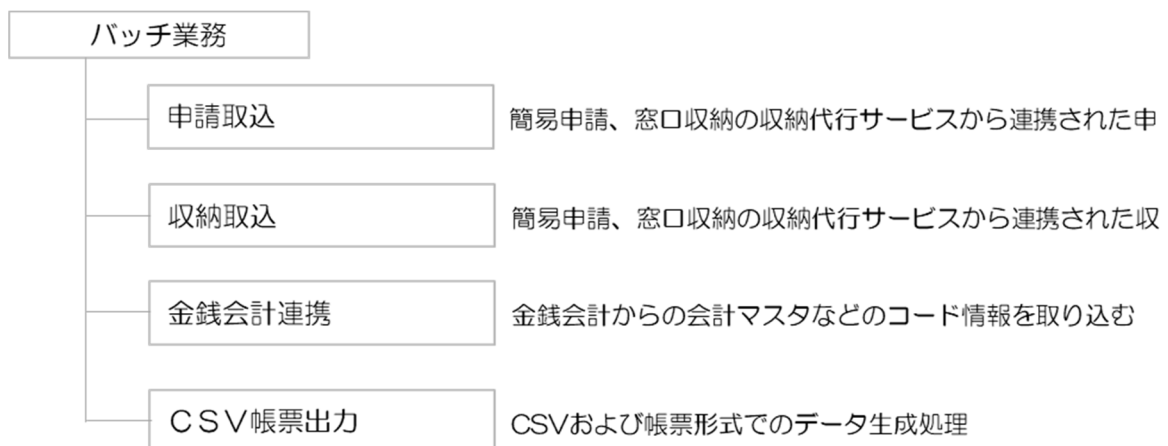 バッチ業務
申請取込
簡易申請、窓口収納の収納代行サービスから連携された申
収納取込
簡易申請、窓口収納の収納代行サービスから連携された収
金銭会計連携
金銭会計からの会計マスタなどのコード情報を取り込む
ＣＳＶ帳票出力
CSVおよび帳票形式でのデータ生成処理